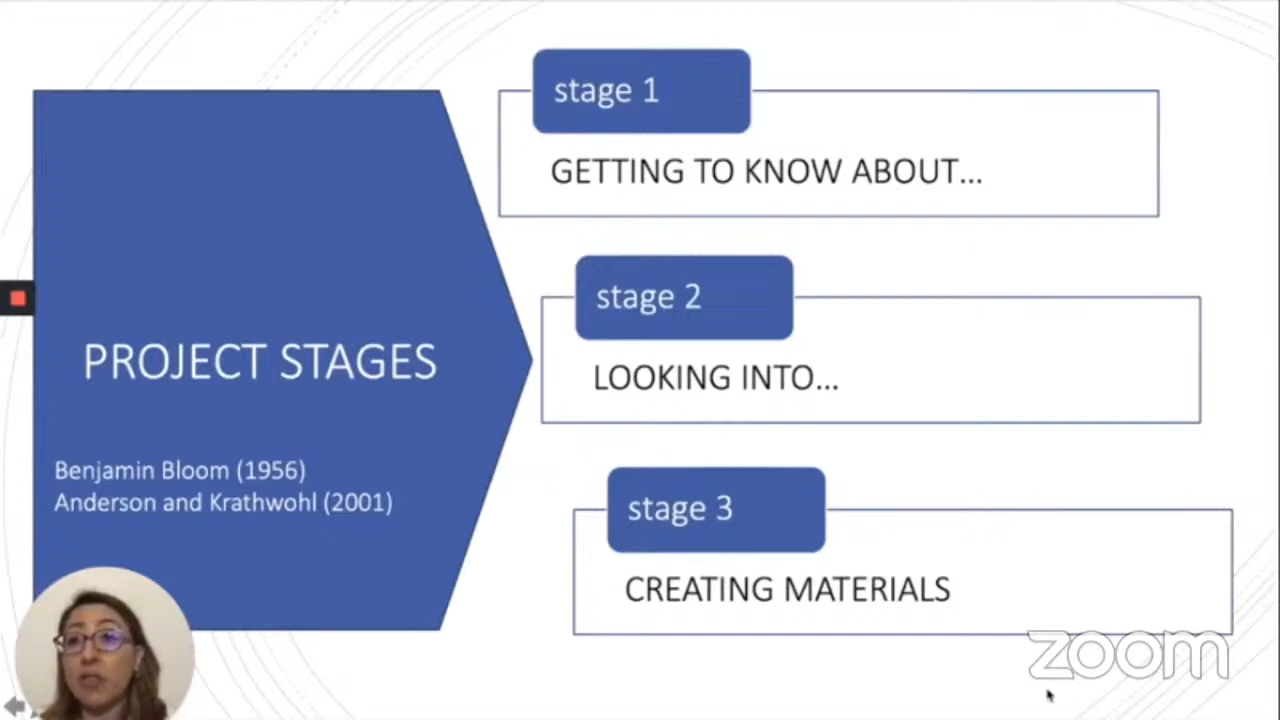 stage 1
GETTING TO KNOW ABOUT...
stage 2
LOOKING INTO...
PROJECT STAGES
Benjamin Bloom (1956)
Anderson and Krathwohl (2001)
stage 3
CREATING MATERIALS
zoom